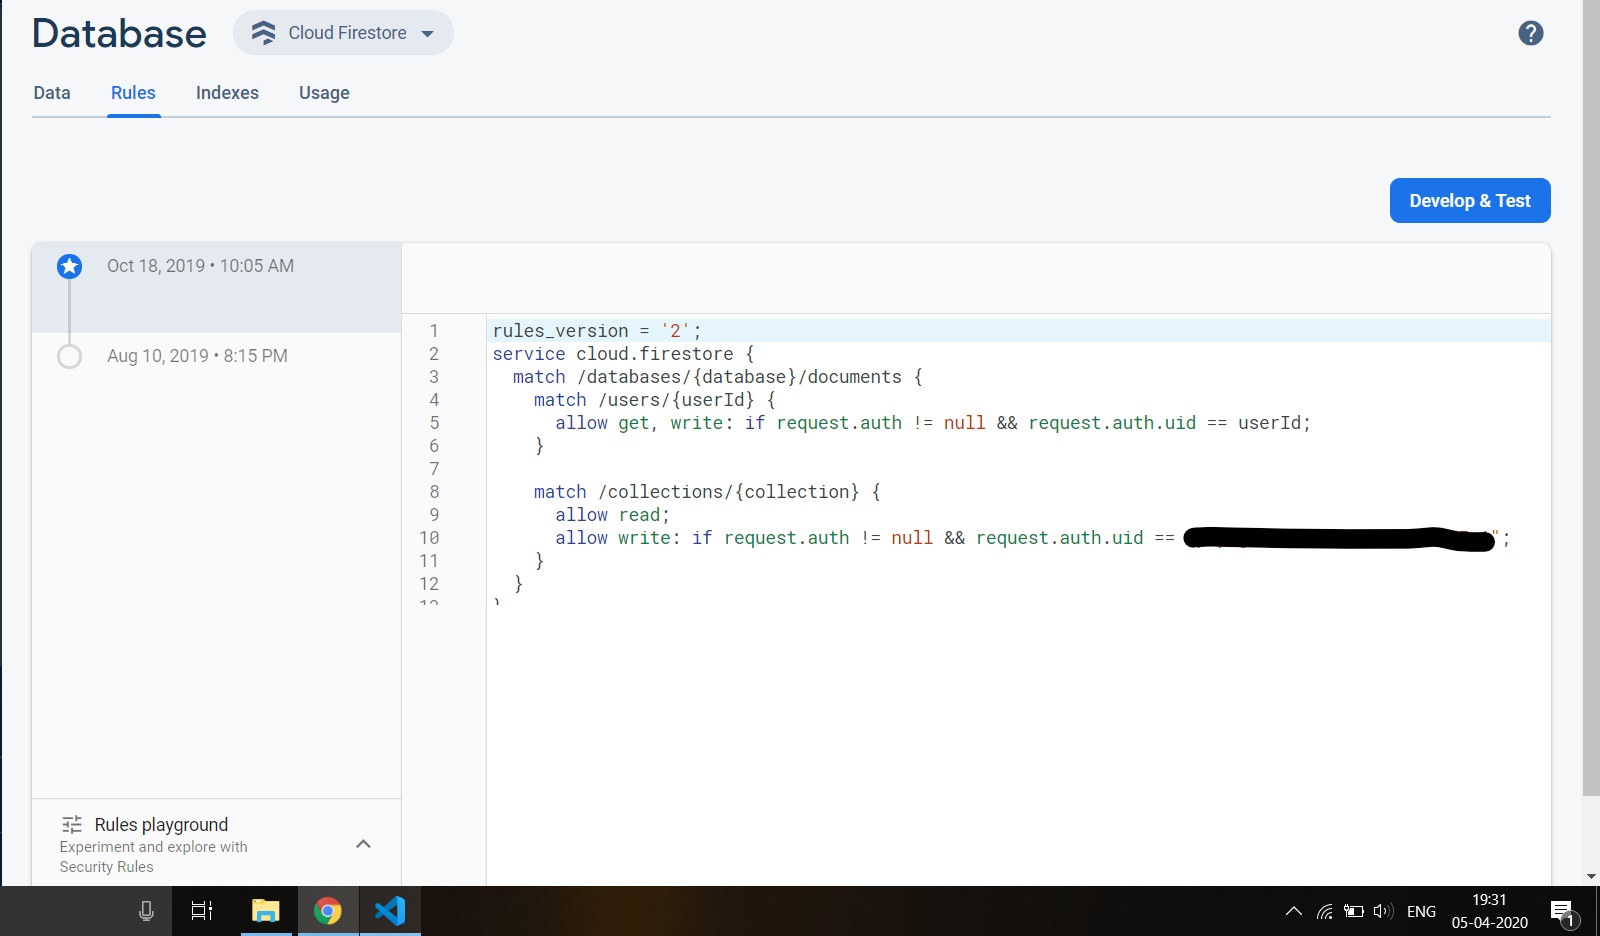 Database
Cloud Firestore
Data Rules Indexes Usage
Develop & Test
Oct 18, 2019 • 10:05 AM
Aug 10, 2019 • 8:15 PM
1 rules_version = '2';
2 service cloud.firestore {
3 match /databases/{database}/documents {
4 match /users/{userId} {
5 allow get, write: if request.auth != null && request.auth.uid == userId;
6 }
7
8 match /collections/{collection} {
9 allow read;
10 allow write: if request.auth != null && request.auth.uid == ";
11 }
12 }
Rules playground
Experiment and explore with
Security Rules
ENG
19:31
05-04-2020
1